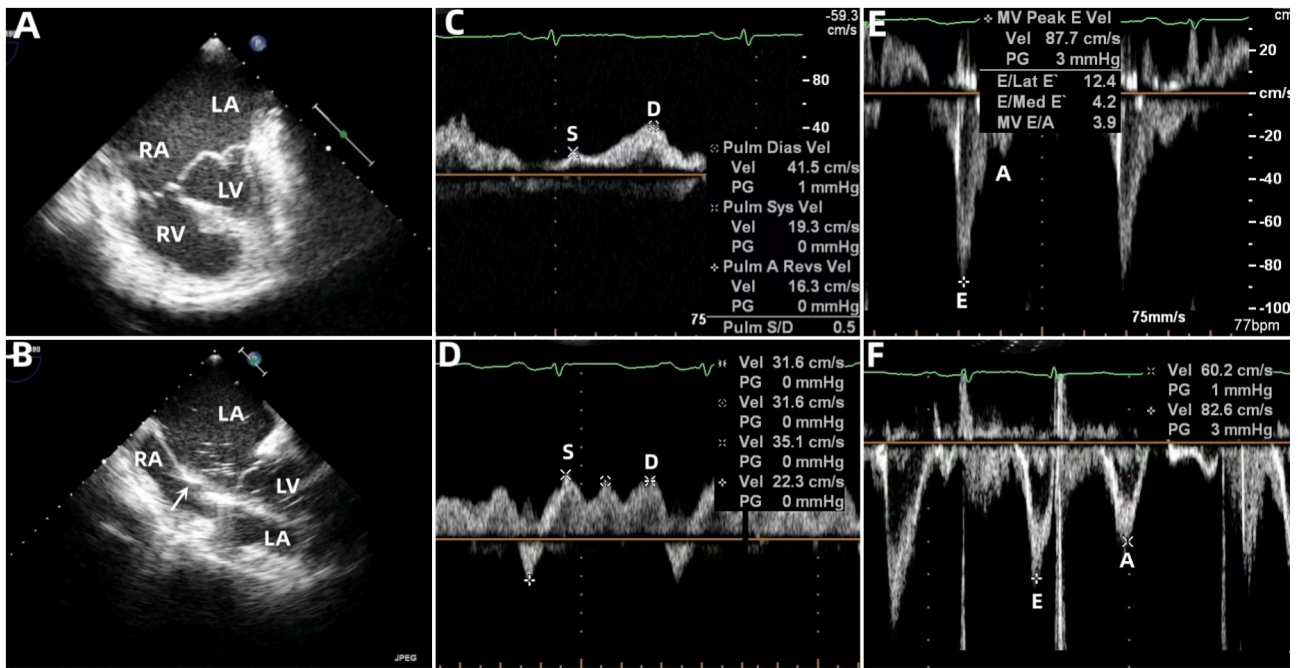 A
LA
RA
LV
RV
B
LA
RA
LV
LA
JPEG
C
-59.3
cm/s
80
40
S
D
Pulm Dias Vel
Vel 41.5 cm/s
PG 1 mmHg
Pulm Sys Vel
Vel 19.3 cm/s
PG 0 mmHg
Pulm A Revs Vel
Vel 16.3 cm/s
PG 0 mmHg
Pulm S/D 0.5
75
D
S
D
Vel 31.6 cm/s
PG 0 mmHg
Vel 31.6 cm/s
PG 0 mmHg
Vel 35.1 cm/s
PG 0 mmHg
Vel 22.3 cm/s
PG 0 mmHg
E
MV Peak E Vel
Vel 87.7 cm/s
PG 3 mmHg
E/Lat E` 12.4
E/Med E` 4.2
MV E/A 3.9
cm
20
cm/s
-20
-40
-60
-80
-100
A
E
75mm/s
77bpm
F
Vel 60.2 cm/s
PG 1 mmHg
Vel 82.6 cm/s
PG 3 mmHg
E
A